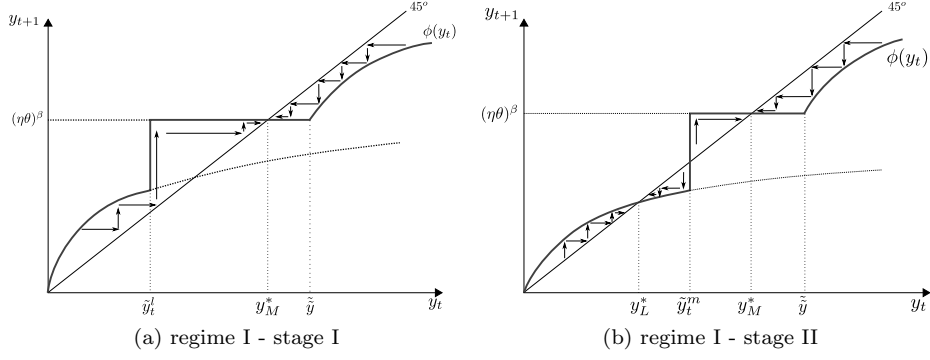 y_{t+1}
45°
ϕ(y_t)
(ηθ)^β
ỹ_t^l
y_M^*
ỹ̃
y_t
(a) regime I - stage I
y_{t+1}
45°
ϕ(y_t)
(ηθ)^β
y_L^*
ỹ_t^m
y_M^*
ỹ̃
y_t
(b) regime I - stage II